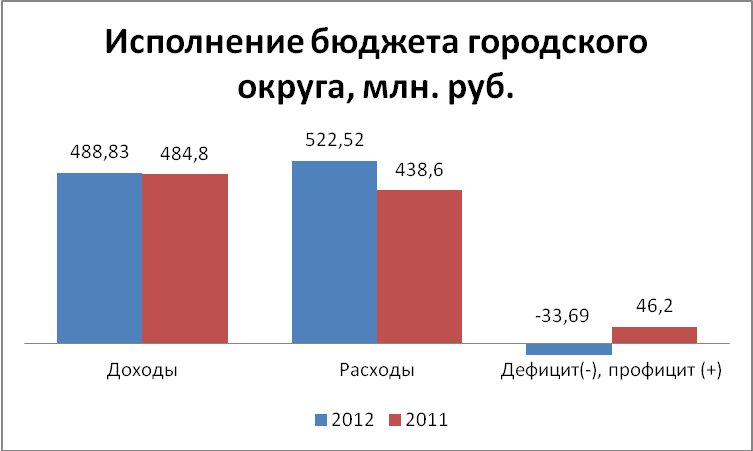 Исполнение бюджета городского
округа, млн. руб.
488,83
484,8
522,52
438,6
-33,69
46,2
Доходы
Расходы
Дефицит(-), профицит (+)
2012
2011